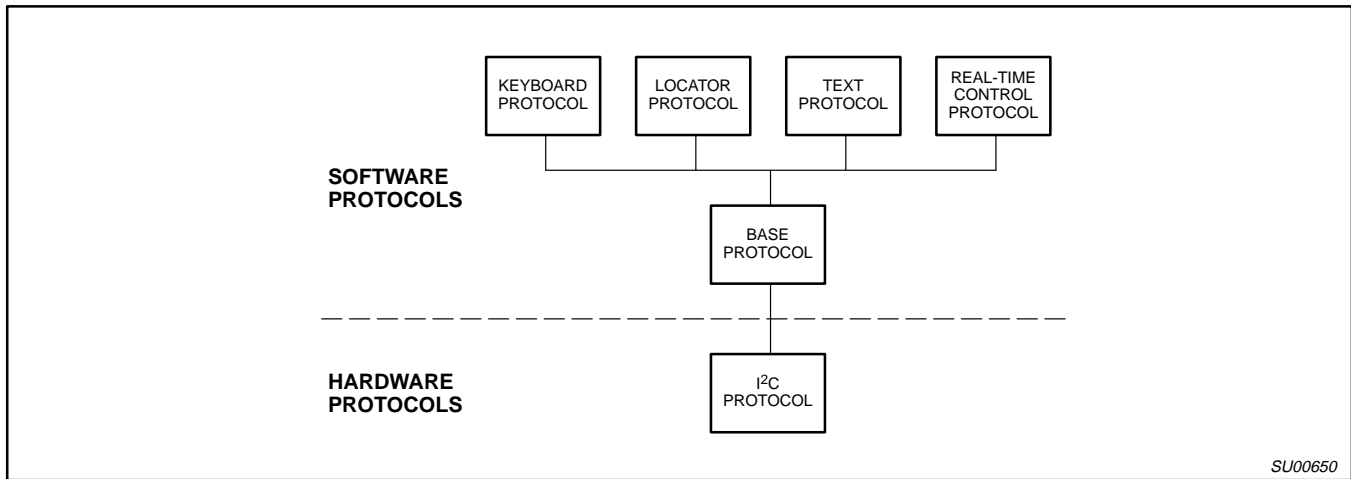 KEYBOARD
PROTOCOL
LOCATOR
PROTOCOL
TEXT
PROTOCOL
REAL-TIME
CONTROL
PROTOCOL
SOFTWARE
PROTOCOLS
BASE
PROTOCOL
HARDWARE
PROTOCOLS
I²C
PROTOCOL
SU00650